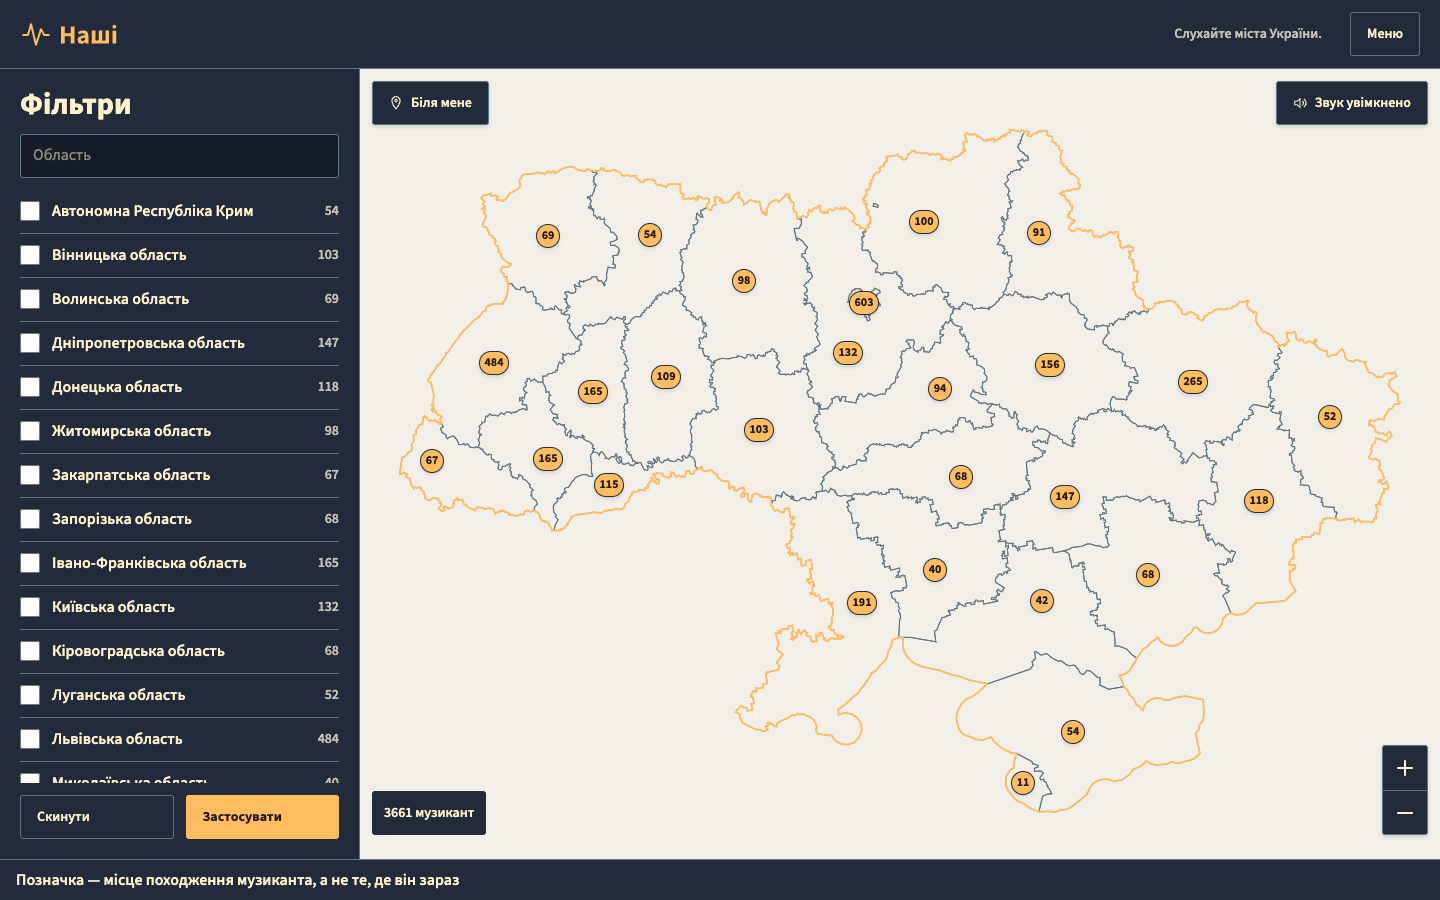 Наші
Слухайте міста України.
Меню
Фільтри
Область
Автономна Республіка Крим 54
Вінницька область 103
Волинська область 69
Дніпропетровська область 147
Донецька область 118
Житомирська область 98
Закарпатська область 67
Запорізька область 68
Івано-Франківська область 165
Київська область 132
Кіровоградська область 68
Луганська область 52
Львівська область 484
Миколаївська область 40
Скинути
Застосувати
Біля мене
Звук увімкнено
100
91
69
54
98
603
132
484
165
109
94
156
265
52
103
67
165
115
68
147
118
40
68
191
42
54
11
3661 музикант
Позначка — місце походження музиканта, а не те, де він зараз